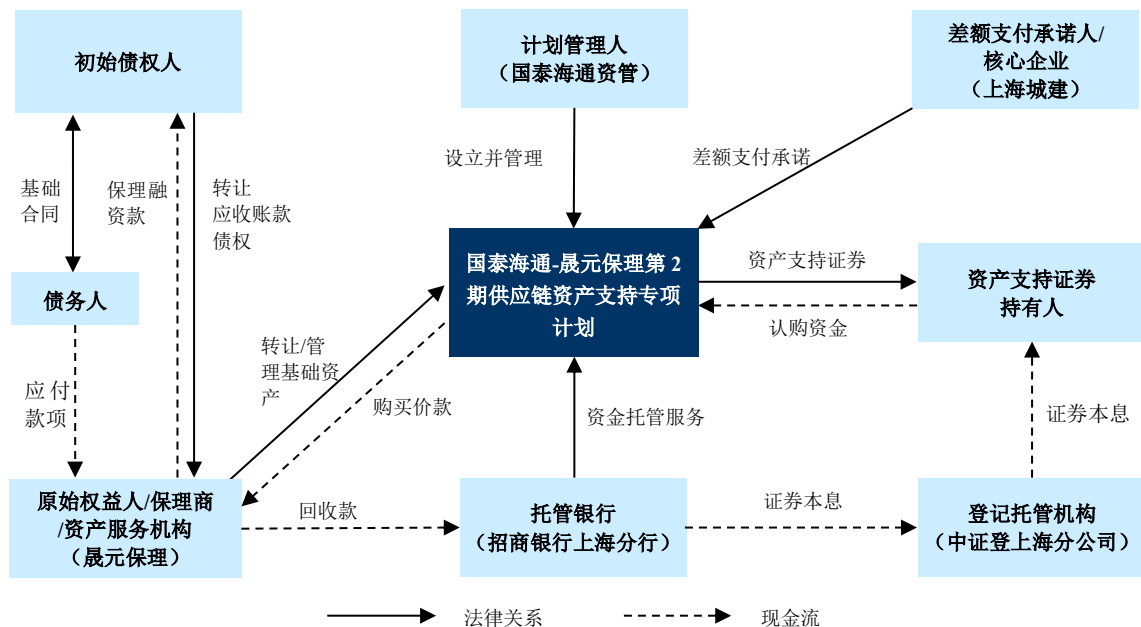 初始债权人
计划管理人
（国泰海通资管）
差额支付承诺人/
核心企业
（上海城建）
基础
合同
保理融
资款
转让
应收账款
债权
设立并管理
差额支付承诺
债务人
国泰海通-晟元保理第 2
期供应链资产支持专项
计划
资产支持证券
认购资金
资产支持证券
持有人
应付
款项
转让/管
理基础资
产
购买价款
资金托管服务
证券本息
原始权益人/保理商
/资产服务机构
（晟元保理）
回收款
托管银行
（招商银行上海分行）
证券本息
登记托管机构
（中证登上海分公司）
法律关系
现金流